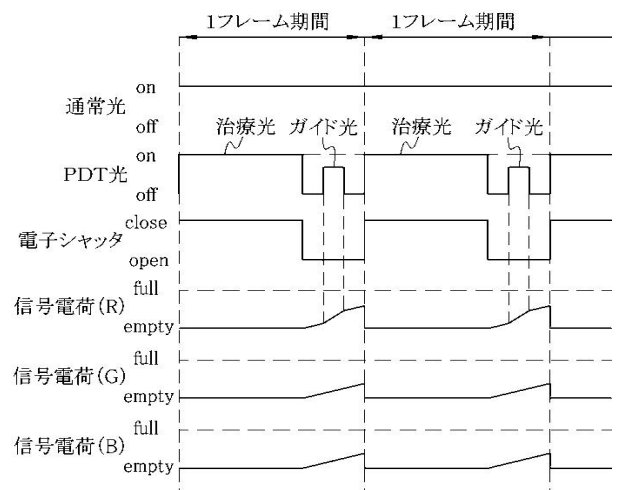 1フレーム期間 1フレーム期間
通常光 on
off
治療光 ガイド光 治療光 ガイド光
PDT光 on
off
電子シャッタ close
open
信号電荷(R) full
empty
信号電荷(G) full
empty
信号電荷(B) full
empty